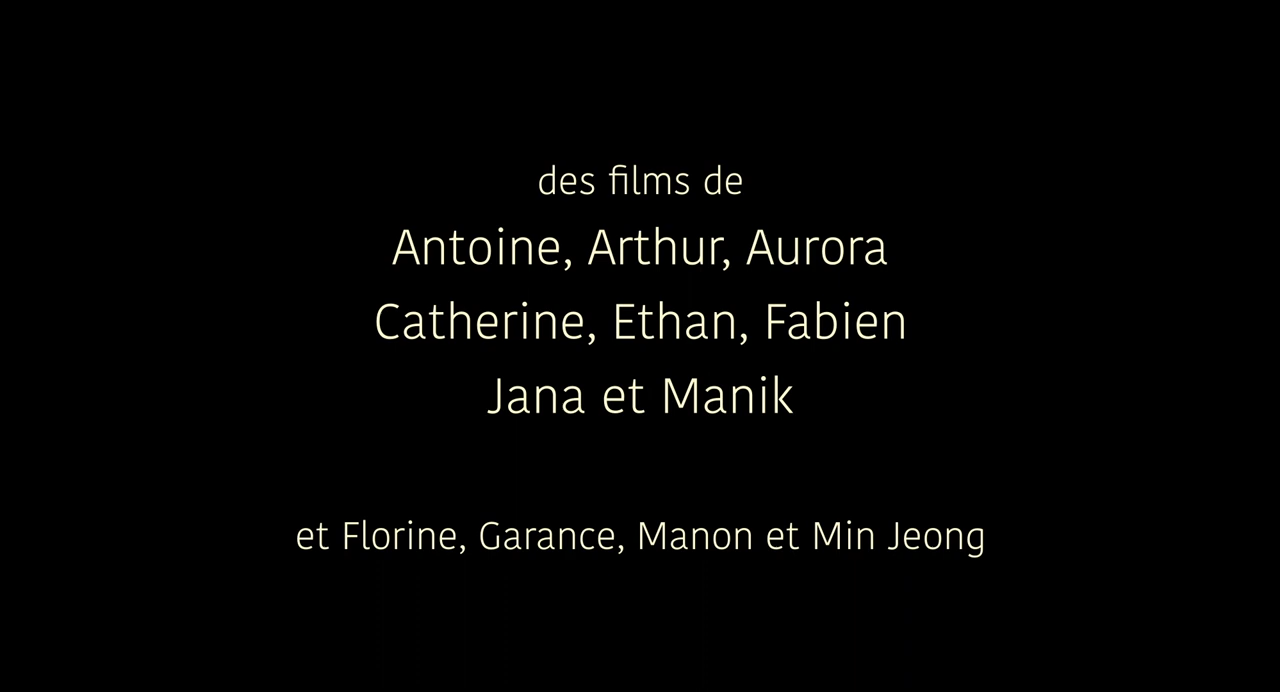 des films de
Antoine, Arthur, Aurora
Catherine, Ethan, Fabien
Jana et Manik
et Florine, Garance, Manon et Min Jeong